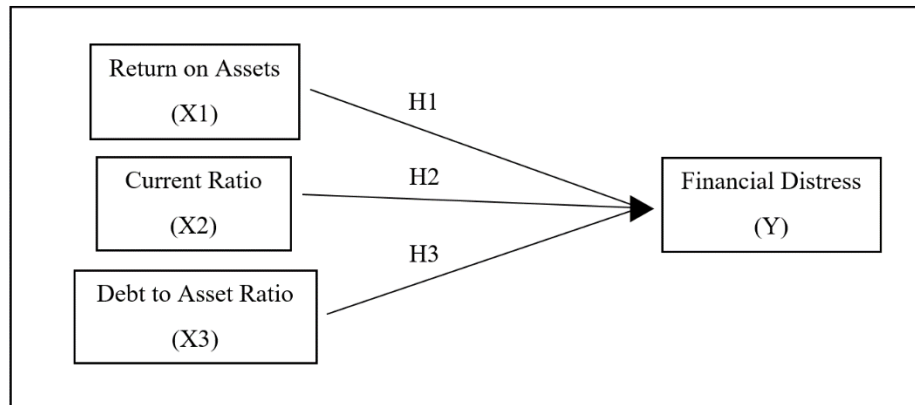 Return on Assets
(X1)
H1
Current Ratio
(X2)
H2
Financial Distress
(Y)
H3
Debt to Asset Ratio
(X3)